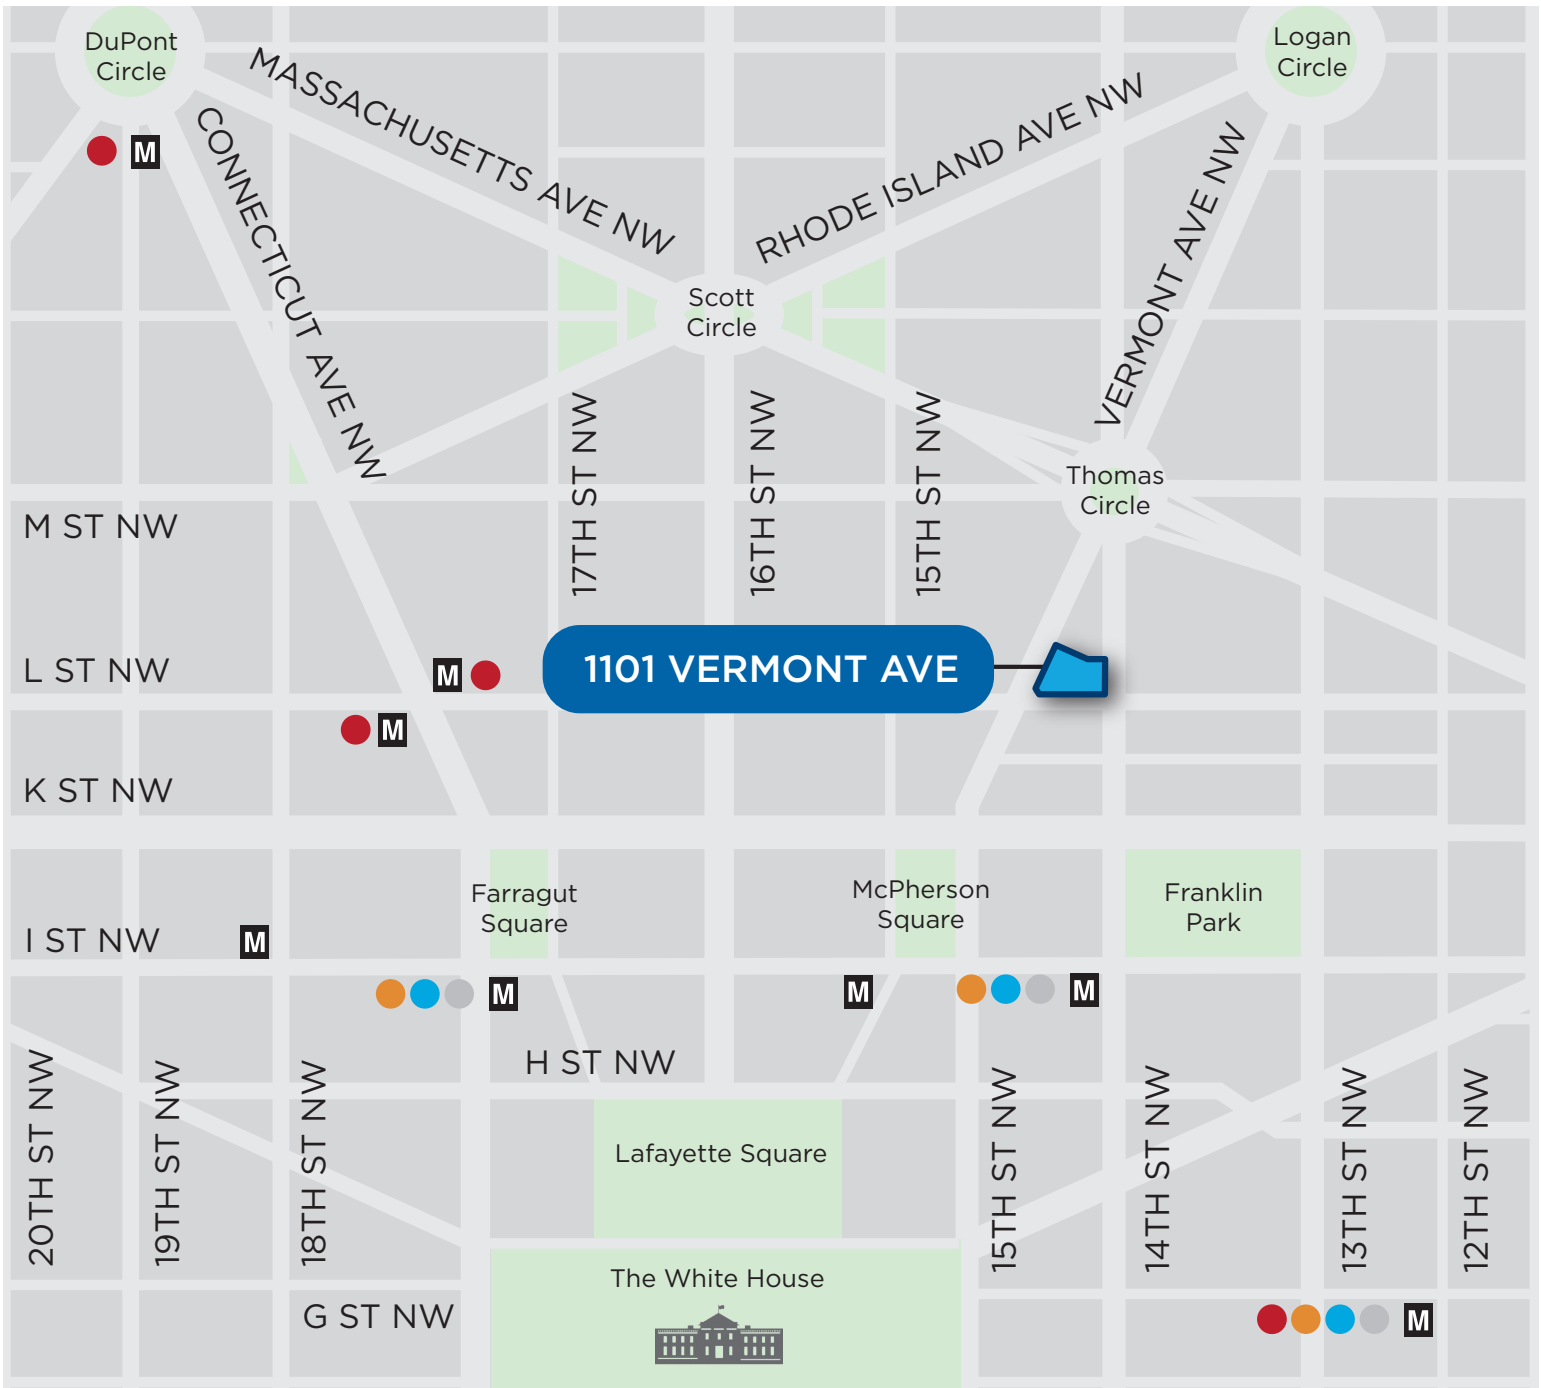 DuPont
Circle
Logan
Circle
MASSACHUSETTS AVE NW
RHODE ISLAND AVE NW
CONNECTICUT AVE NW
VERMONT AVE NW
M
Scott
Circle
17TH ST NW
16TH ST NW
15TH ST NW
Thomas
Circle
M ST NW
L ST NW
M
1101 VERMONT AVE
M
K ST NW
Farragut
Square
McPherson
Square
Franklin
Park
I ST NW
M
M
M
M
H ST NW
20TH ST NW
19TH ST NW
18TH ST NW
Lafayette Square
15TH ST NW
14TH ST NW
13TH ST NW
12TH ST NW
The White House
G ST NW
M